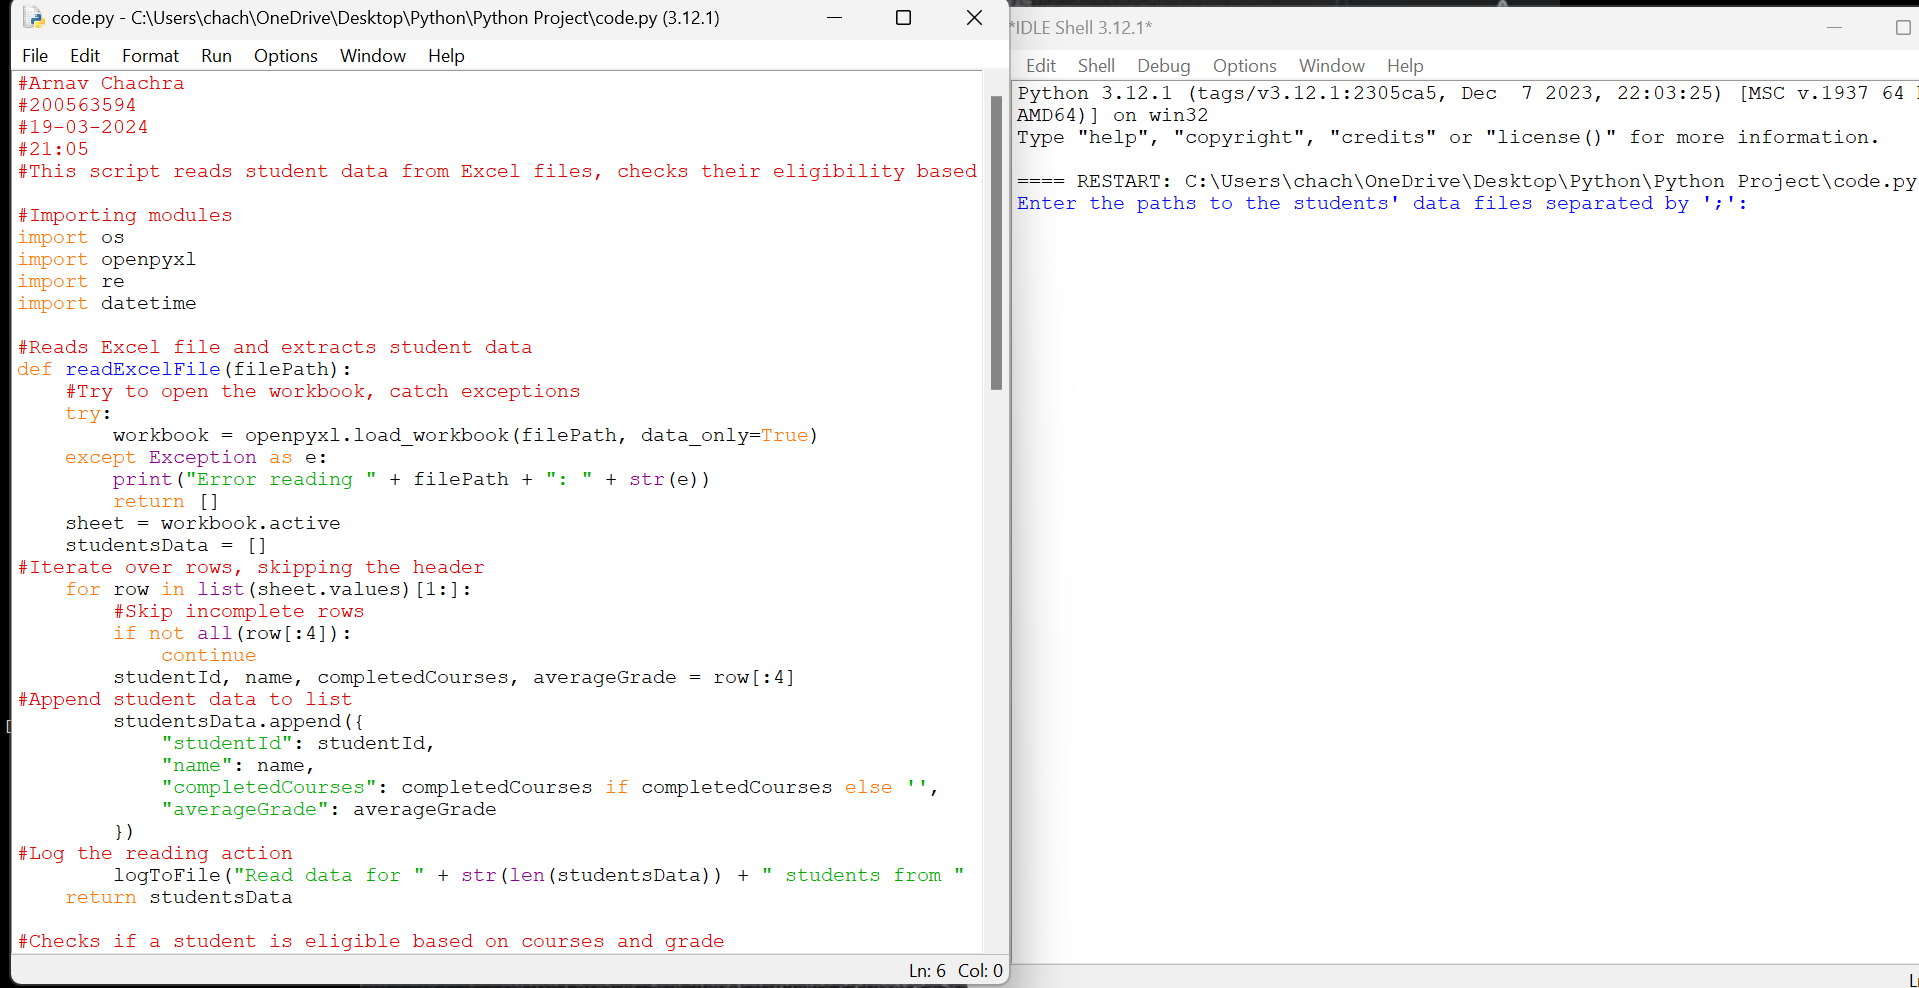 code.py - C:\Users\chach\OneDrive\Desktop\Python\Python Project\code.py (3.12.1)
File Edit Format Run Options Window Help
#Arnav Chachra
#200563594
#19-03-2024
#21:05
#This script reads student data from Excel files, checks their eligibility based
#Importing modules
import os
import openpyxl
import re
import datetime
#Reads Excel file and extracts student data
def readExcelFile(filePath):
    #Try to open the workbook, catch exceptions
    try:
        workbook = openpyxl.load_workbook(filePath, data_only=True)
    except Exception as e:
        print("Error reading " + filePath + ": " + str(e))
        return []
    sheet = workbook.active
    studentsData = []
#Iterate over rows, skipping the header
    for row in list(sheet.values)[1:]:
        #Skip incomplete rows
        if not all(row[:4]):
            continue
        studentId, name, completedCourses, averageGrade = row[:4]
#Append student data to list
        studentsData.append({
            "studentId": studentId,
            "name": name,
            "completedCourses": completedCourses if completedCourses else '',
            "averageGrade": averageGrade
        })
#Log the reading action
        logToFile("Read data for " + str(len(studentsData)) + " students from "
    return studentsData
#Checks if a student is eligible based on courses and grade
Ln: 6 Col: 0
*IDLE Shell 3.12.1*
Edit Shell Debug Options Window Help
Python 3.12.1 (tags/v3.12.1:2305ca5, Dec  7 2023, 22:03:25) [MSC v.1937 64
AMD64)] on win32
Type "help", "copyright", "credits" or "license()" for more information.
==== RESTART: C:\Users\chach\OneDrive\Desktop\Python\Python Project\code.py
Enter the paths to the students' data files separated by ';':